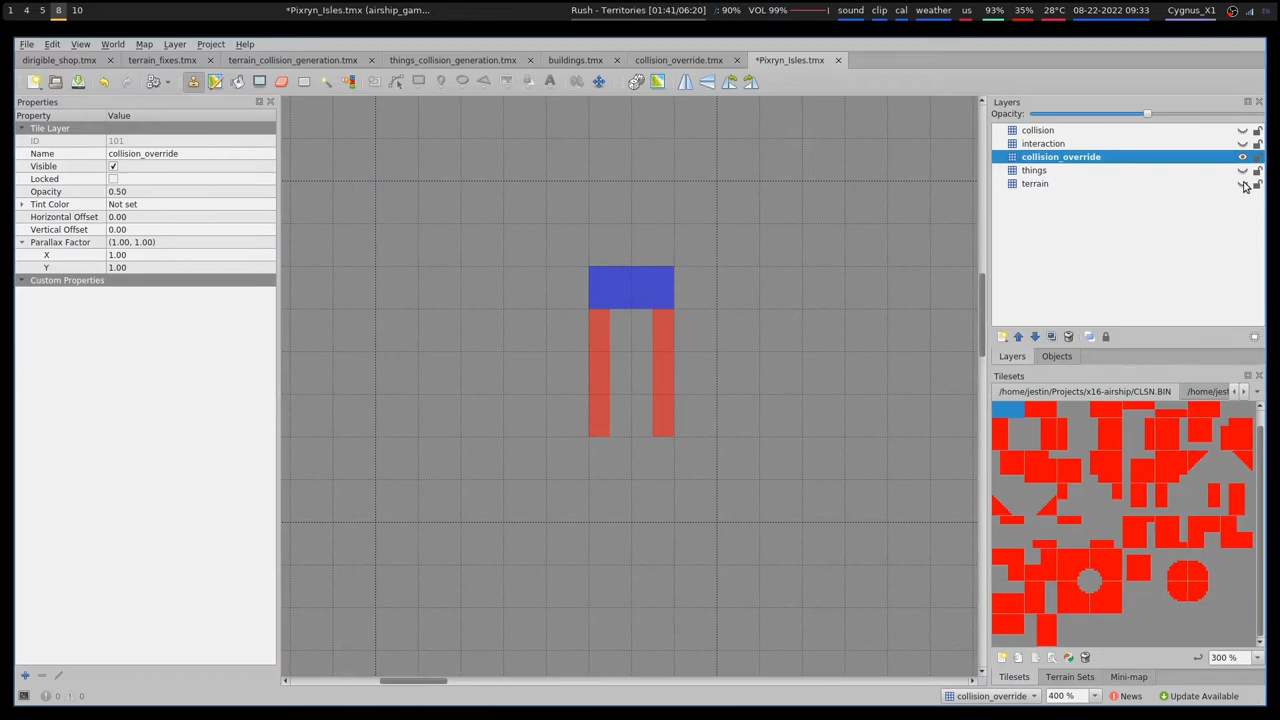 1 4 5 8 10 *Pixryn_Isles.tmx (airship_gam... Rush - Territories [01:41/06:20] /: 90% VOL 99% sound clip cal weather us 93% 35% 28°C 08-22-2022 09:33 Cygnus_X1
File Edit View World Map Layer Project Help
dirigible_shop.tmx terrain_fixes.tmx terrain_collision_generation.tmx things_collision_generation.tmx buildings.tmx collision_override.tmx *Pixryn_Isles.tmx
Properties
Property Value
Tile Layer
ID 101
Name collision_override
Visible
Locked
Opacity 0.50
Tint Color Not set
Horizontal Offset 0.00
Vertical Offset 0.00
Parallax Factor (1.00, 1.00)
X 1.00
Y 1.00
Custom Properties
Layers
Opacity:
collision
interaction
collision_override
things
terrain
Layers Objects
Tilesets
/home/jestin/Projects/x16-airship/CLSN.BIN /home/jest
300 %
Tilesets Terrain Sets Mini-map
0 0 collision_override 400 % News Update Available